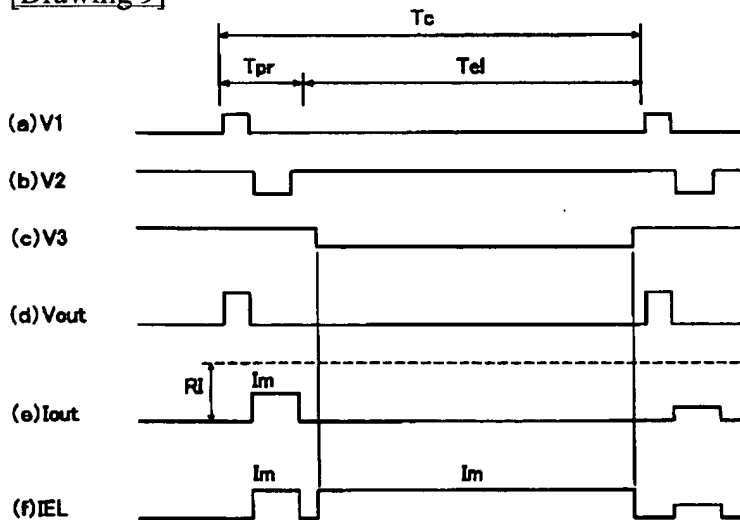 [Drawing 9]
Tc
Tpr
Tel
(a)V1
(b)V2
(c)V3
(d)Vout
RI
Im
(e)Iout
Im
Im
(f)IEL